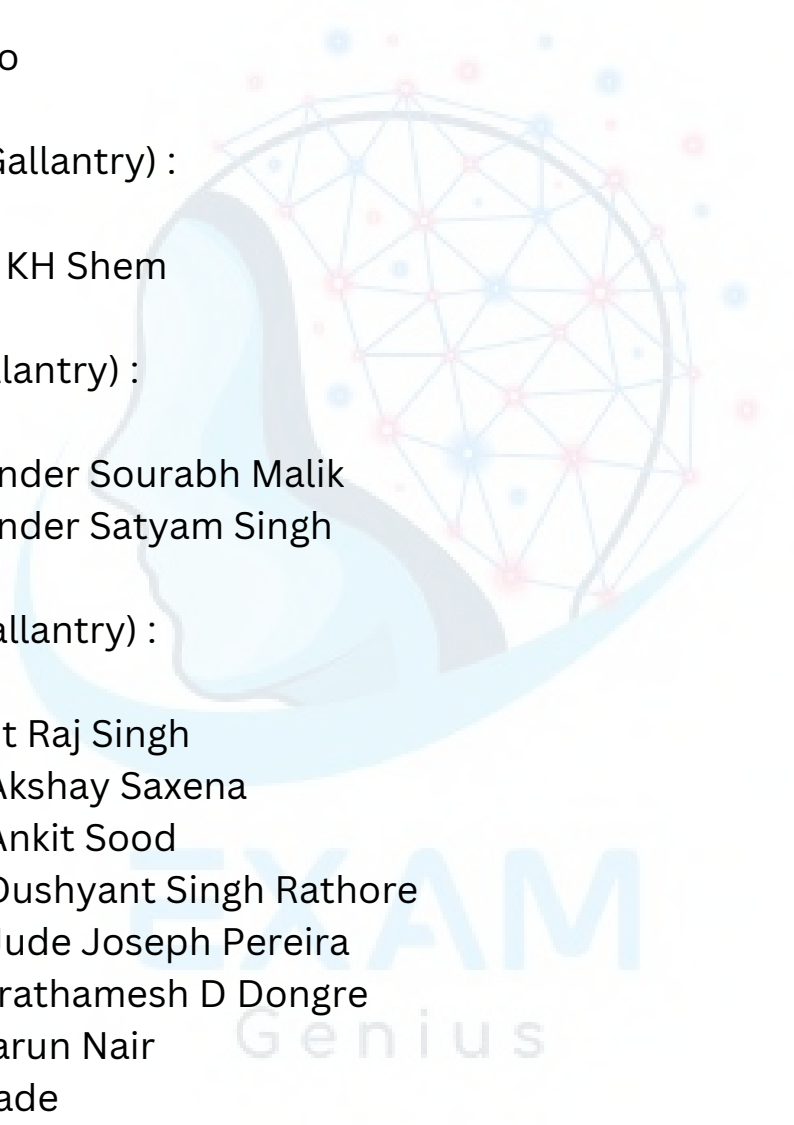 o
Gallantry) :
KH Shem
lantry) :
nder Sourabh Malik
nder Satyam Singh
allantry) :
t Raj Singh
Akshay Saxena
Ankit Sood
Dushyant Singh Rathore
Jude Joseph Pereira
rathamesh D Dongre
arun Nair
ade
EXAM
Genius